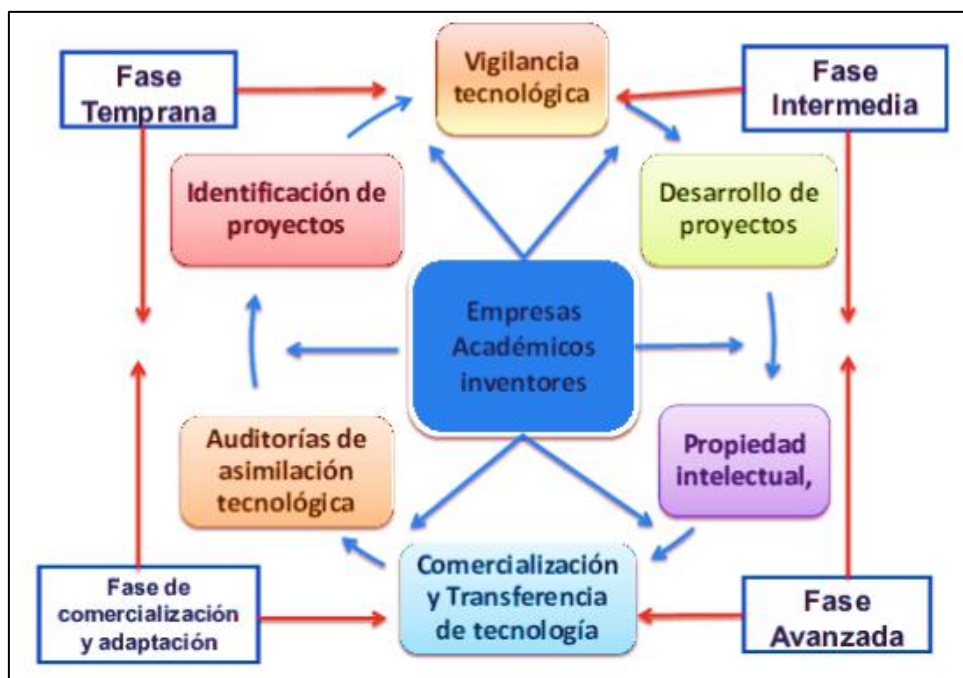 Fase
Temprana
Vigilancia
tecnológica
Fase
Intermedia
Identificación de
proyectos
Desarrollo de
proyectos
Empresas
Académicos
inventores
Auditorías de
asimilación
tecnológica
Propiedad
intelectual,
Fase de
comercialización
y adaptación
Comercialización
y Transferencia
de tecnología
Fase
Avanzada